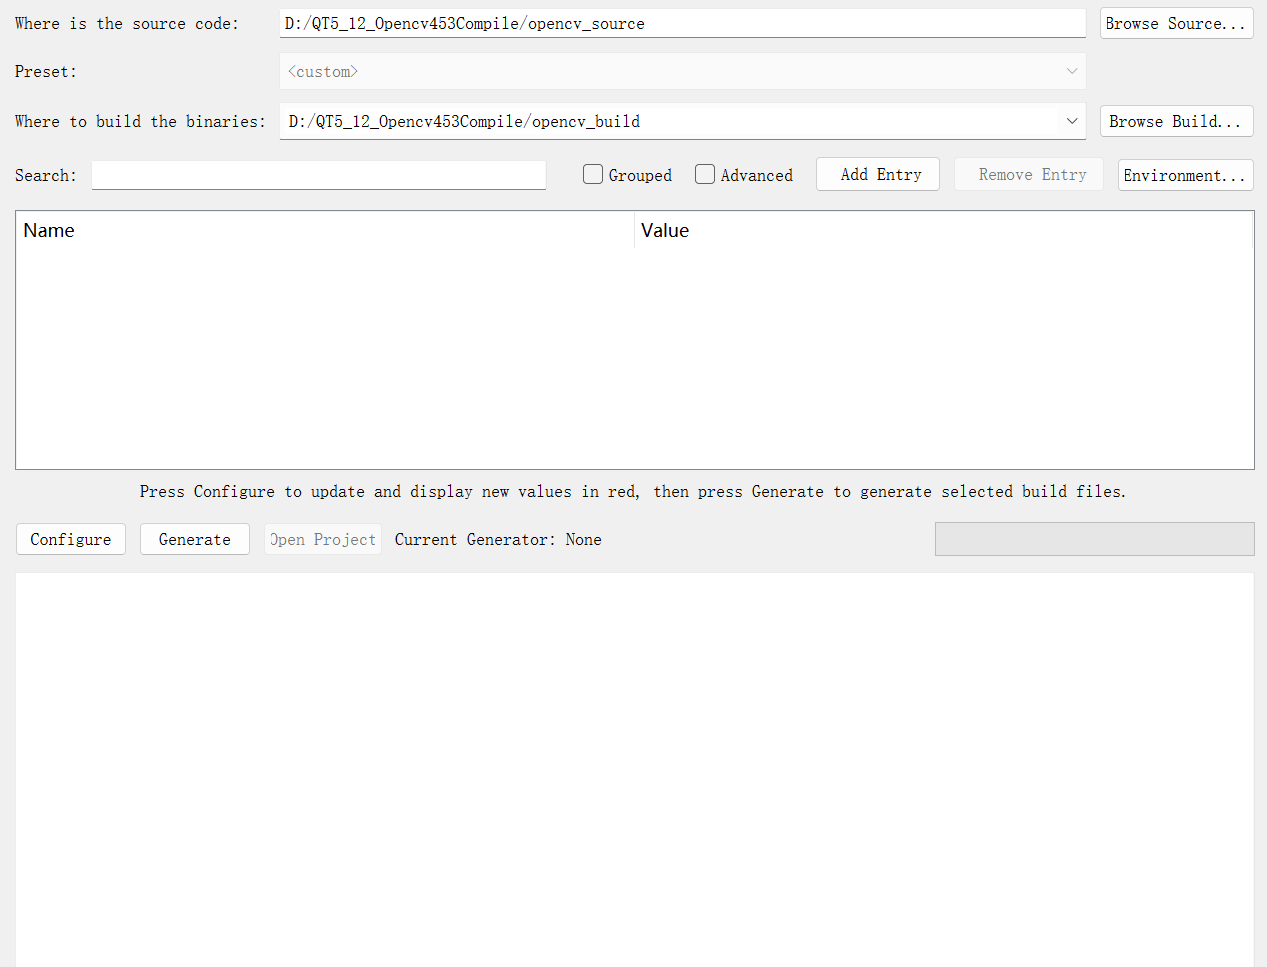 Where is the source code: D:/QT5_12_Opencv453Compile/opencv_source Browse Source...
Preset: <custom>
Where to build the binaries: D:/QT5_12_Opencv453Compile/opencv_build Browse Build...
Search: Grouped Advanced Add Entry Remove Entry Environment...
Name Value
Press Configure to update and display new values in red, then press Generate to generate selected build files.
Configure Generate Open Project Current Generator: None